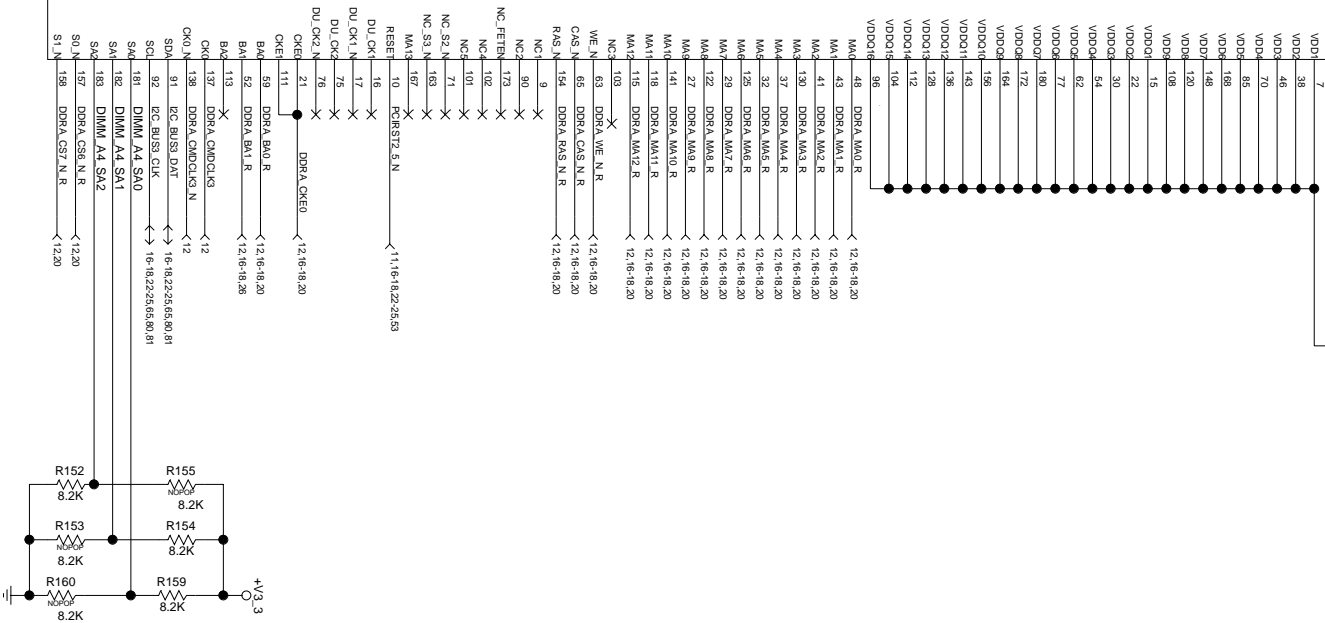 S1_N 158 DDRA_CS7_N_R 12,20
S0_N 157 DDRA_CS6_N_R 12,20
SA2 183 DIMM_A4_SA2
SA1 182 DIMM_A4_SA1
SA0 181 DIMM_A4_SA0
SCLK 92 I2C_BUS3_CLK 16-18,22-25,65,80,81
SDA 91 I2C_BUS3_DAT 16-18,22-25,65,80,81
CK0_N 138 DDRA_CMDCLK3_N 12
CK0 137 DDRA_CMDCLK3 12
BA2 113
BA1 52 DDRA_BA1_R 12,16-18,26
BA0 59 DDRA_BA0_R 12,16-18,20
CKE1 111
CKE0 21 DDRA_CKE0 12,16-18,20
DU_CK2_N 76
DU_CK2 75
DU_CK1_N 17
DU_CK1 16
RESET 10 PCIRST2_5_N 11,16-18,22-25,53
MA13 167
NC_S3_N 163
NC_S2_N 71
NC5 101
NC4 102
NC_FETEN 173
NC2 90
NC1 9
RAS_N 154 DDRA_RAS_N_R 12,16-18,20
CAS_N 65 DDRA_CAS_N_R 12,16-18,20
WE_N 63 DDRA_WE_N_R 12,16-18,20
NC3 103
MA12 115 DDRA_MA12_R 12,16-18,20
MA11 118 DDRA_MA11_R 12,16-18,20
MA10 141 DDRA_MA10_R 12,16-18,20
MA9 27 DDRA_MA9_R 12,16-18,20
MA8 122 DDRA_MA8_R 12,16-18,20
MA7 29 DDRA_MA7_R 12,16-18,20
MA6 125 DDRA_MA6_R 12,16-18,20
MA5 32 DDRA_MA5_R 12,16-18,20
MA4 37 DDRA_MA4_R 12,16-18,20
MA3 130 DDRA_MA3_R 12,16-18,20
MA2 41 DDRA_MA2_R 12,16-18,20
MA1 43 DDRA_MA1_R 12,16-18,20
MA0 48 DDRA_MA0_R 12,16-18,20
VDDQ16 96
VDDQ15 104
VDDQ14 112
VDDQ13 128
VDDQ12 136
VDDQ11 143
VDDQ10 156
VDDQ9 164
VDDQ8 172
VDDQ7 180
VDDQ6 77
VDDQ5 62
VDDQ4 54
VDDQ3 30
VDDQ2 22
VDDQ1 15
VDD9 108
VDD8 120
VDD7 148
VDD6 168
VDD5 85
VDD4 70
VDD3 46
VDD2 38
VDD1 7
R152 8.2K
R155 NOPOP 8.2K
R153 NOPOP 8.2K
R154 8.2K
R160 NOPOP 8.2K
R159 8.2K
+V3_3